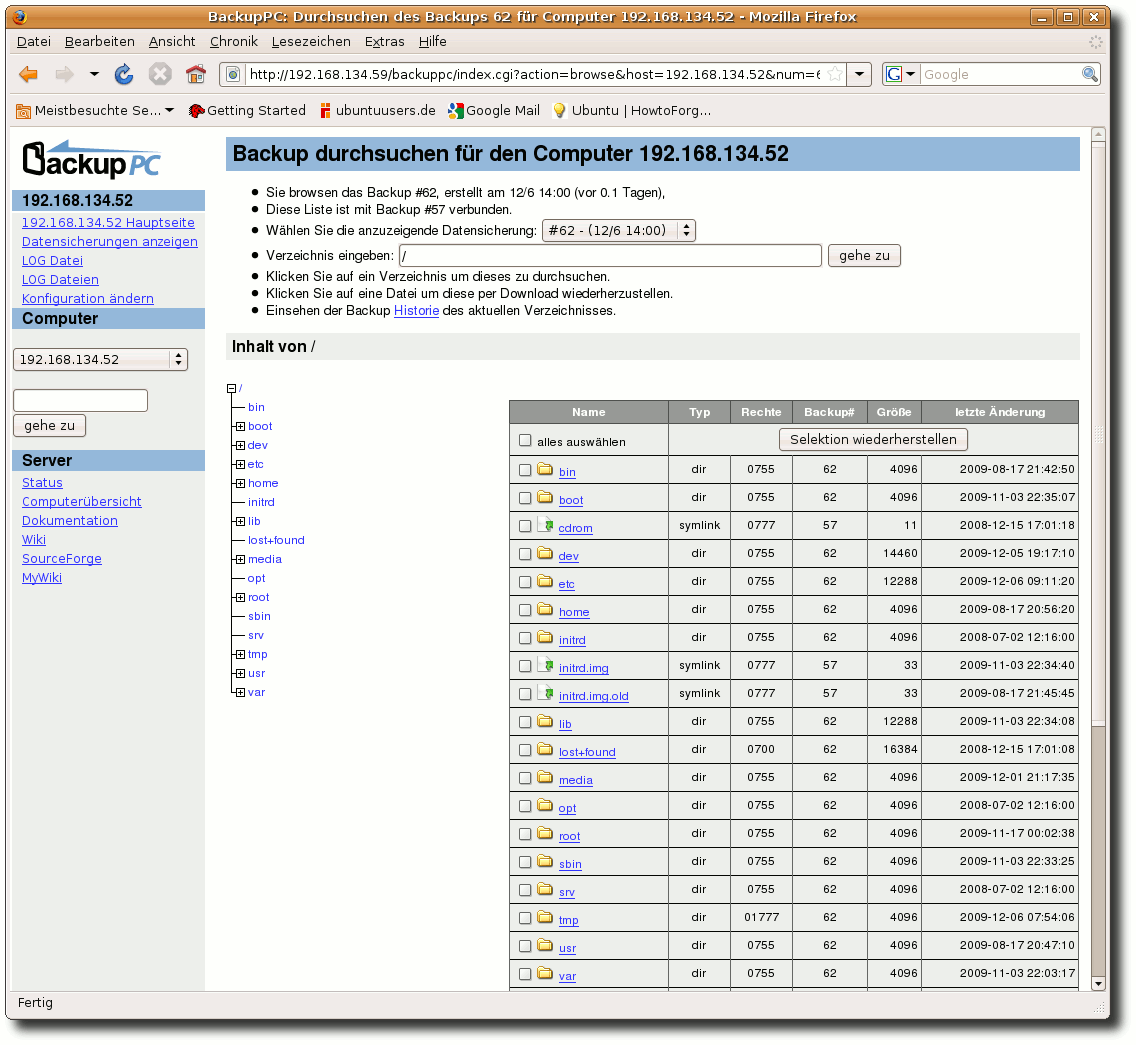 BackupPC: Durchsuchen des Backups 62 für Computer 192.168.134.52 - Mozilla Firefox
Datei Bearbeiten Ansicht Chronik Lesezeichen Extras Hilfe
http://192.168.134.59/backuppc/index.cgi?action=browse&host=192.168.134.52&num=6
Google
Meistbesuchte Se... Getting Started ubuntuusers.de Google Mail Ubuntu | HowtoForg...
BackupPC
192.168.134.52
192.168.134.52 Hauptseite
Datensicherungen anzeigen
LOG Datei
LOG Dateien
Konfiguration ändern
Computer
192.168.134.52
gehe zu
Server
Status
Computerübersicht
Dokumentation
Wiki
SourceForge
MyWiki
Backup durchsuchen für den Computer 192.168.134.52
Sie browsen das Backup #62, erstellt am 12/6 14:00 (vor 0.1 Tagen),
Diese Liste ist mit Backup #57 verbunden.
Wählen Sie die anzuzeigende Datensicherung: #62 - (12/6 14:00)
Verzeichnis eingeben: / gehe zu
Klicken Sie auf ein Verzeichnis um dieses zu durchsuchen.
Klicken Sie auf eine Datei um diese per Download wiederherzustellen.
Einsehen der Backup Historie des aktuellen Verzeichnisses.
Inhalt von /
/
bin
boot
dev
etc
home
initrd
lib
lost+found
media
opt
root
sbin
srv
tmp
usr
var
Name Typ Rechte Backup# Größe letzte Änderung
alles auswählen Selektion wiederherstellen
bin dir 0755 62 4096 2009-08-17 21:42:50
boot dir 0755 62 4096 2009-11-03 22:35:07
cdrom symlink 0777 57 11 2008-12-15 17:01:18
dev dir 0755 62 14460 2009-12-05 19:17:10
etc dir 0755 62 12288 2009-12-06 09:11:20
home dir 0755 62 4096 2009-08-17 20:56:20
initrd dir 0755 62 4096 2008-07-02 12:16:00
initrd.img symlink 0777 57 33 2009-11-03 22:34:40
initrd.img.old symlink 0777 57 33 2009-08-17 21:45:45
lib dir 0755 62 12288 2009-11-03 22:34:08
lost+found dir 0700 62 16384 2008-12-15 17:01:08
media dir 0755 62 4096 2009-12-01 21:17:35
opt dir 0755 62 4096 2008-07-02 12:16:00
root dir 0755 62 4096 2009-11-17 00:02:38
sbin dir 0755 62 4096 2009-11-03 22:33:25
srv dir 0755 62 4096 2008-07-02 12:16:00
tmp dir 01777 62 4096 2009-12-06 07:54:06
usr dir 0755 62 4096 2009-08-17 20:47:10
var dir 0755 62 4096 2009-11-03 22:03:17
Fertig